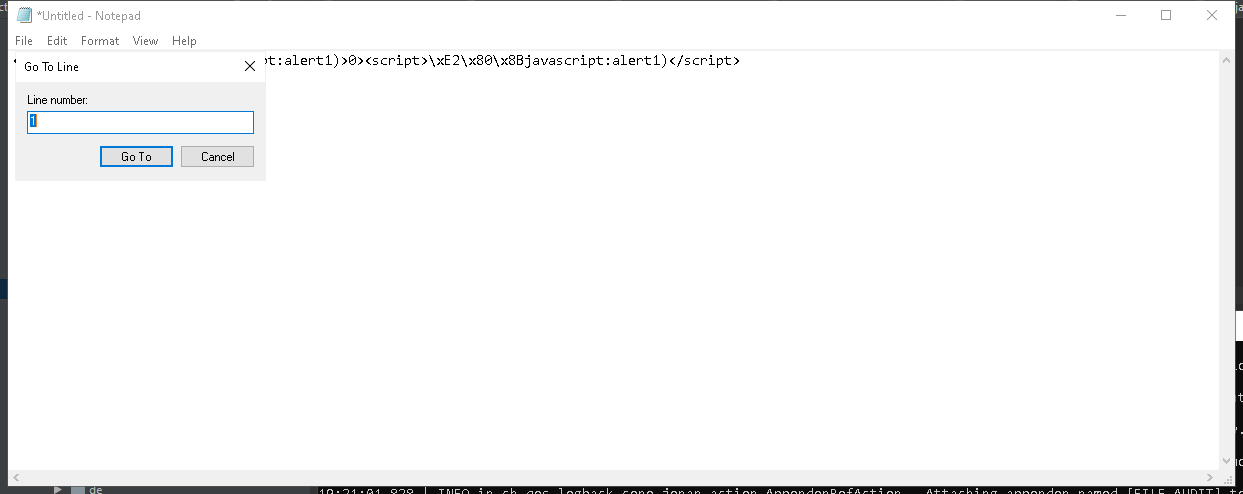 *Untitled - Notepad
File Edit Format View Help
Go To Line
pt:alert1)>0><script>\xE2\x80\x8Bjavascript:alert1)</script>
Line number:
1
Go To Cancel
de
19:21:01,828 | INFO in ch.qos.logback.core.joran.action.AppenderRefAction - Attaching appender named [FILE_AUDIT] t